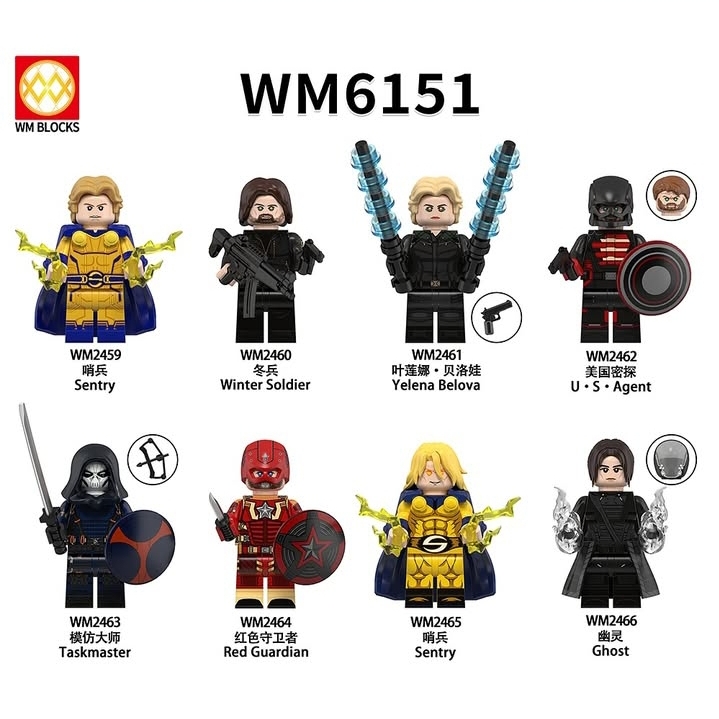 WM6151
WM BLOCKS
WM2459
哨兵
Sentry
WM2460
冬兵
Winter Soldier
WM2461
叶莲娜·贝洛娃
Yelena Belova
WM2462
美国密探
U·S·Agent
WM2463
模仿大师
Taskmaster
WM2464
红色守卫者
Red Guardian
WM2465
哨兵
Sentry
WM2466
幽灵
Ghost